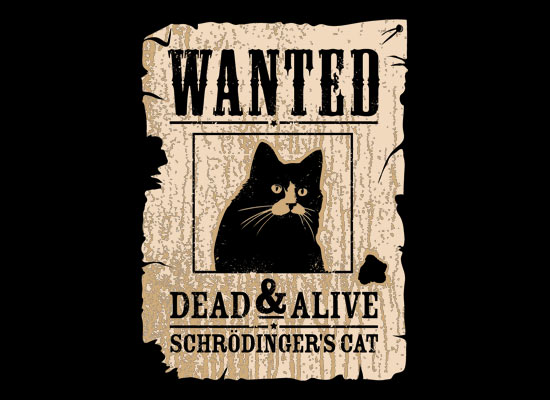 WANTED
DEAD & ALIVE
SCHRÖDINGER'S CAT